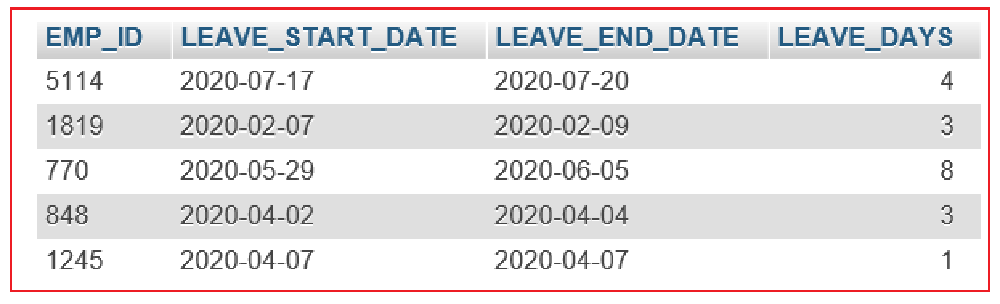 EMP_ID LEAVE_START_DATE LEAVE_END_DATE LEAVE_DAYS
5114 2020-07-17 2020-07-20 4
1819 2020-02-07 2020-02-09 3
770 2020-05-29 2020-06-05 8
848 2020-04-02 2020-04-04 3
1245 2020-04-07 2020-04-07 1